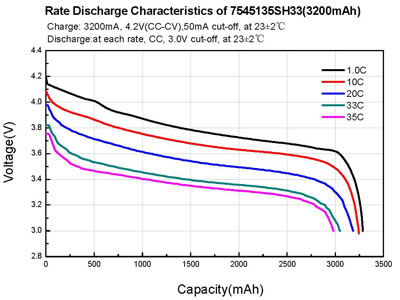 Rate Discharge Characteristics of 7545135SH33(3200mAh)
Charge: 3200mA, 4.2V(CC-CV),50mA cut-off, at 23±2℃
Discharge:at each rate, CC, 3.0V cut-off, at 23±2℃
4.4
4.2
4.0
3.8
3.6
3.4
3.2
3.0
2.8
Voltage(V)
1.0C
10C
20C
33C
35C
0 500 1000 1500 2000 2500 3000 3500
Capacity(mAh)